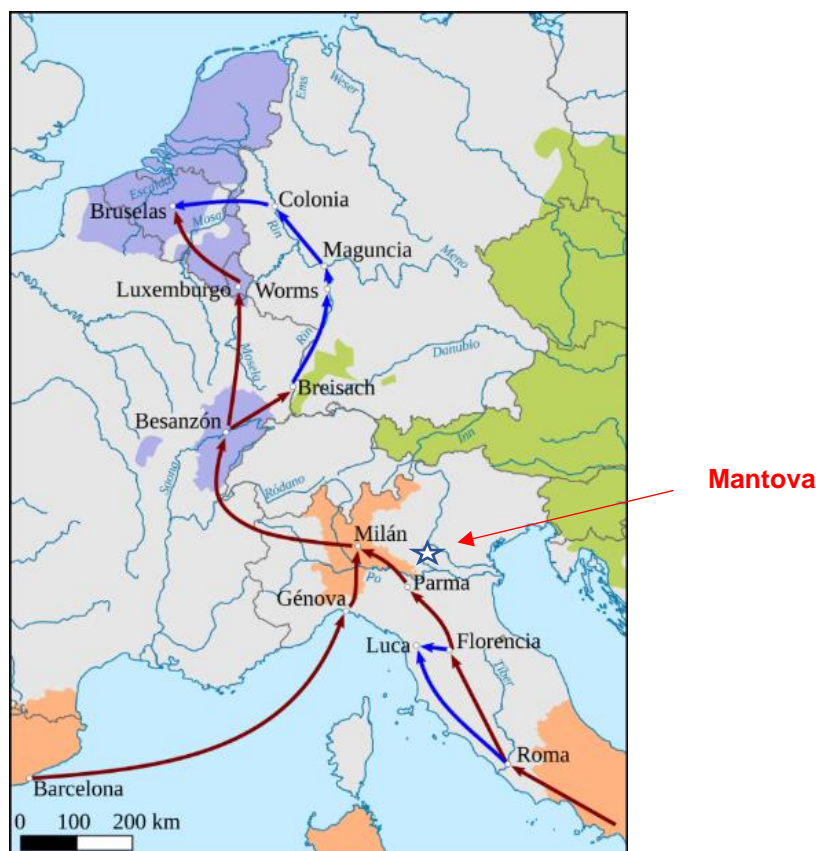 Ems
Weser
Escalda
Colonia
Bruselas
Mosa
Rin
Maguncia
Meno
Luxemburgo
Worms
Rin
Mosela
Danubio
Breisach
Besanzón
Inn
Saona
Ródano
Mantova
Milán
Po
Parma
Génova
Luca
Florencia
Tíber
Roma
Barcelona
0 100 200 km